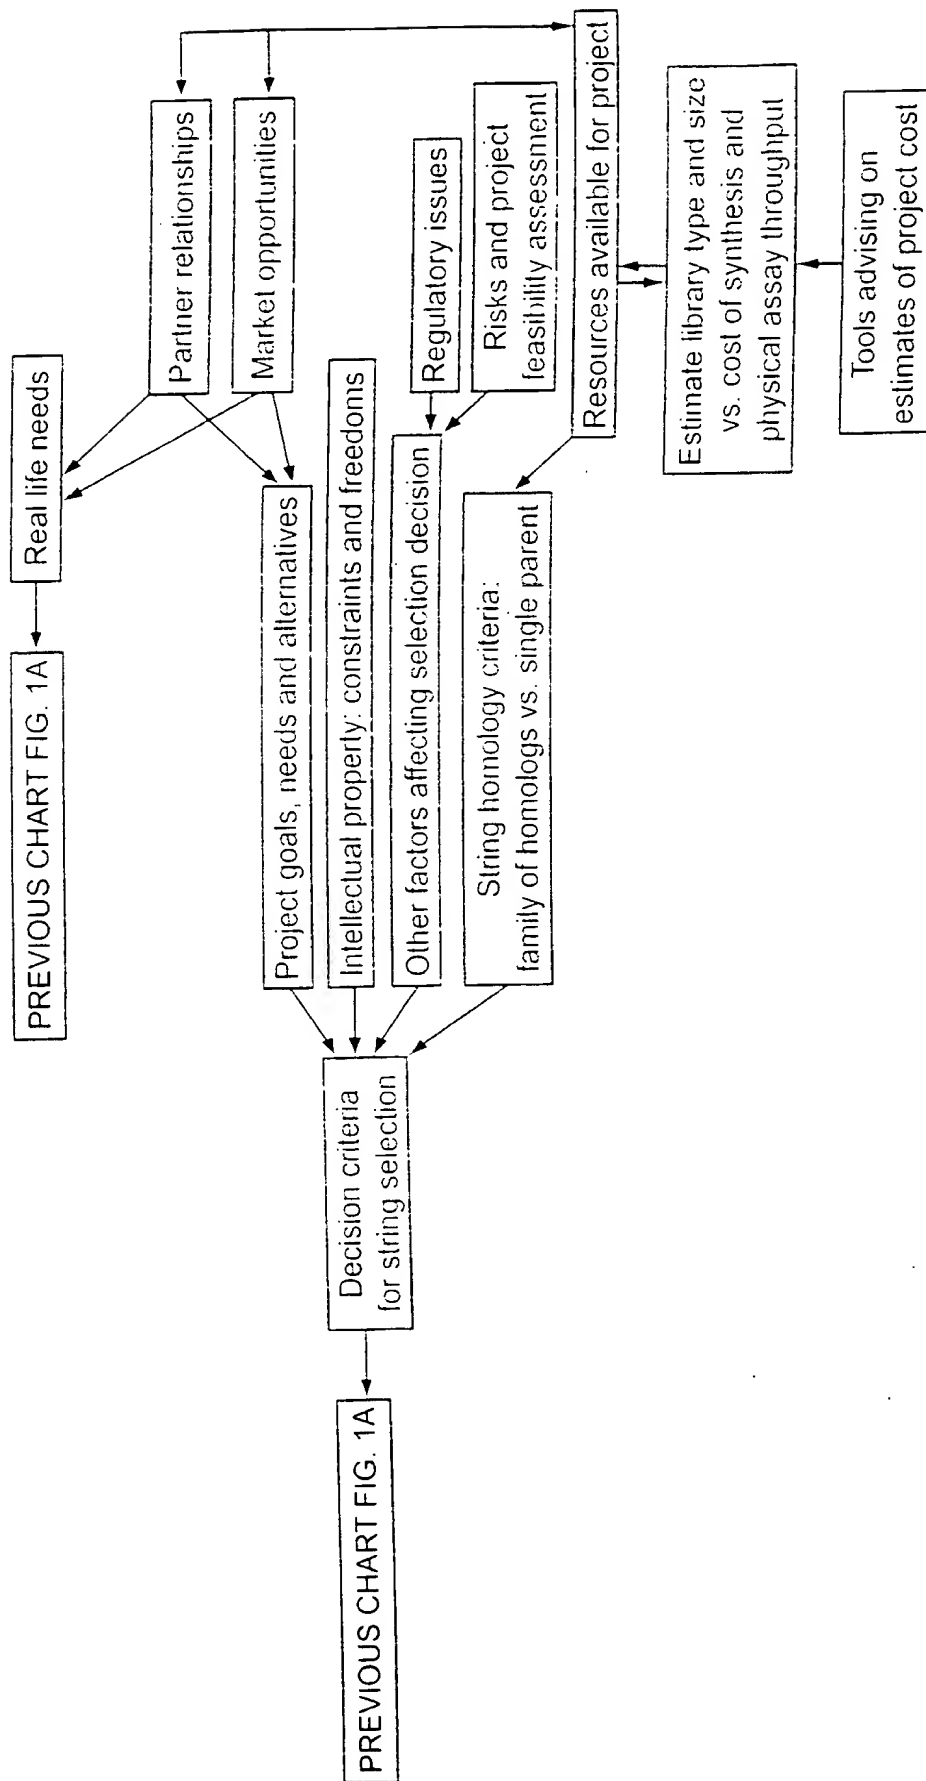 PREVIOUS CHART FIG. 1A
Real life needs
Partner relationships
Market opportunities
Project goals, needs and alternatives
Intellectual property: constraints and freedoms
Regulatory issues
Other factors affecting selection decision
Risks and project
feasibility assessment
String homology criteria:
family of homologs vs. single parent
Resources available for project
Estimate library type and size
vs. cost of synthesis and
physical assay throughput
Tools advising on
estimates of project cost
Decision criteria
for string selection
PREVIOUS CHART FIG. 1A